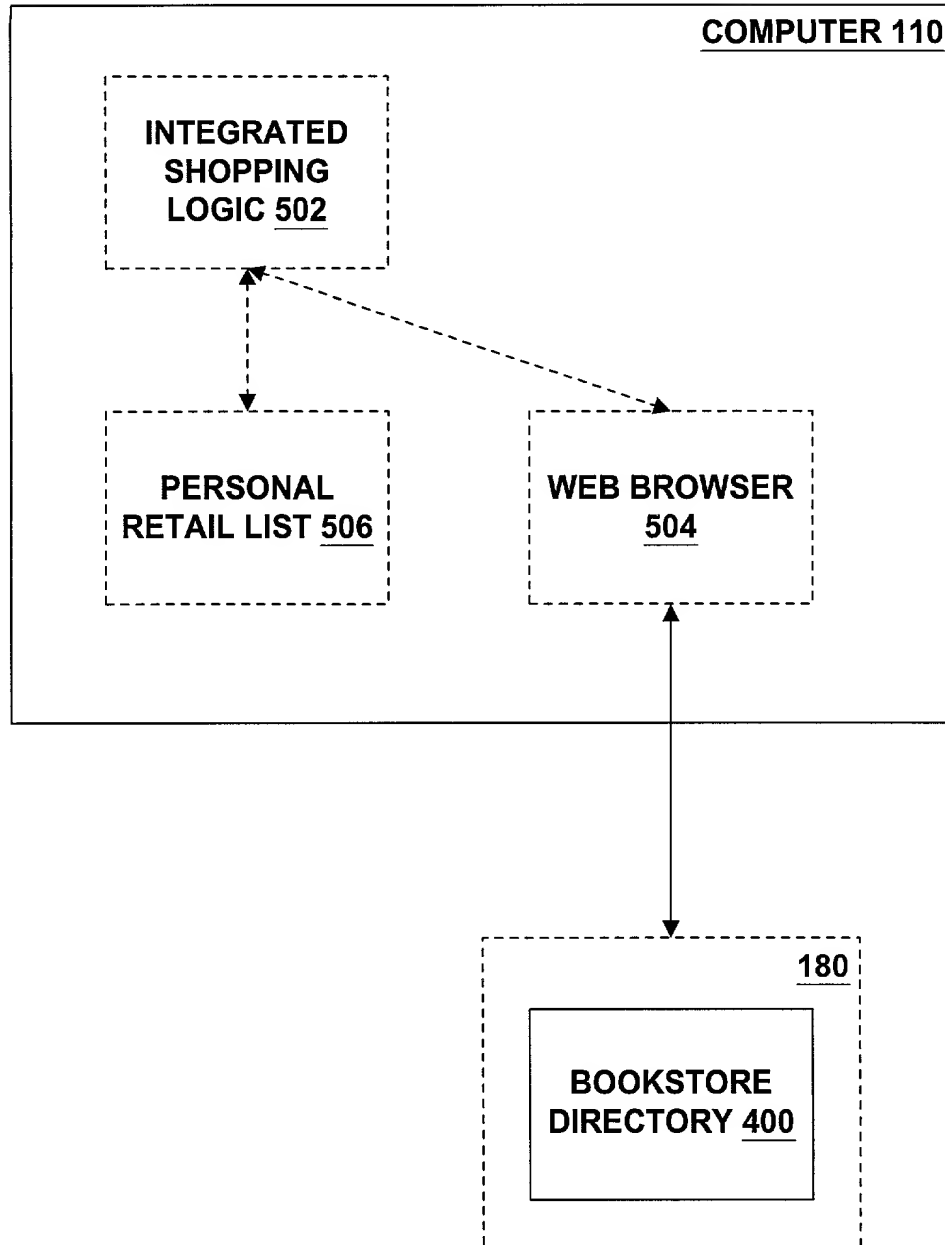 COMPUTER 110
INTEGRATED
SHOPPING
LOGIC 502
PERSONAL
RETAIL LIST 506
WEB BROWSER
504
180
BOOKSTORE
DIRECTORY 400